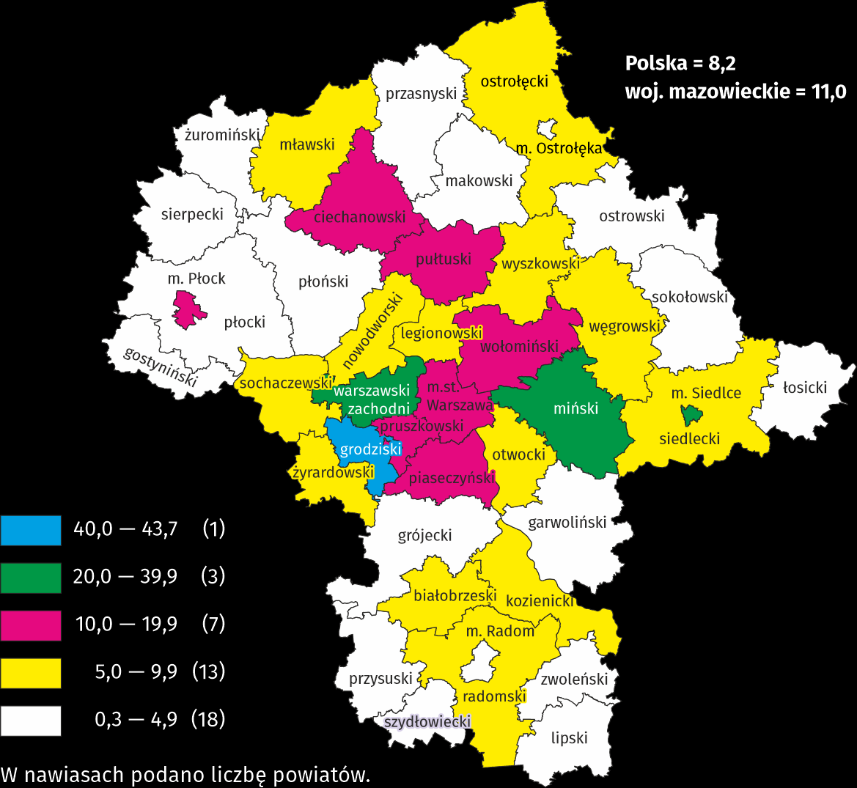 Polska = 8,2
woj. mazowieckie = 11,0
ostrołęcki
przasnyski
żuromiński
mławski
m. Ostrołęka
makowski
sierpecki
ciechanowski
ostrowski
m. Płock
płoński
pułtuski
wyszkowski
sokołowski
płocki
nowodworski
legionowski
węgrowski
wołomiński
gostyniński
sochaczewski
warszawski
zachodni
m.st.
Warszawa
miński
m. Siedlce
łosicki
pruszkowski
siedlecki
grodziski
otwocki
żyrardowski
piaseczyński
garwoliński
grójecki
białobrzeski
kozienicki
m. Radom
przysuski
zwoleński
radomski
szydłowiecki
lipski
40,0 — 43,7 (1)
20,0 — 39,9 (3)
10,0 — 19,9 (7)
5,0 — 9,9 (13)
0,3 — 4,9 (18)
W nawiasach podano liczbę powiatów.